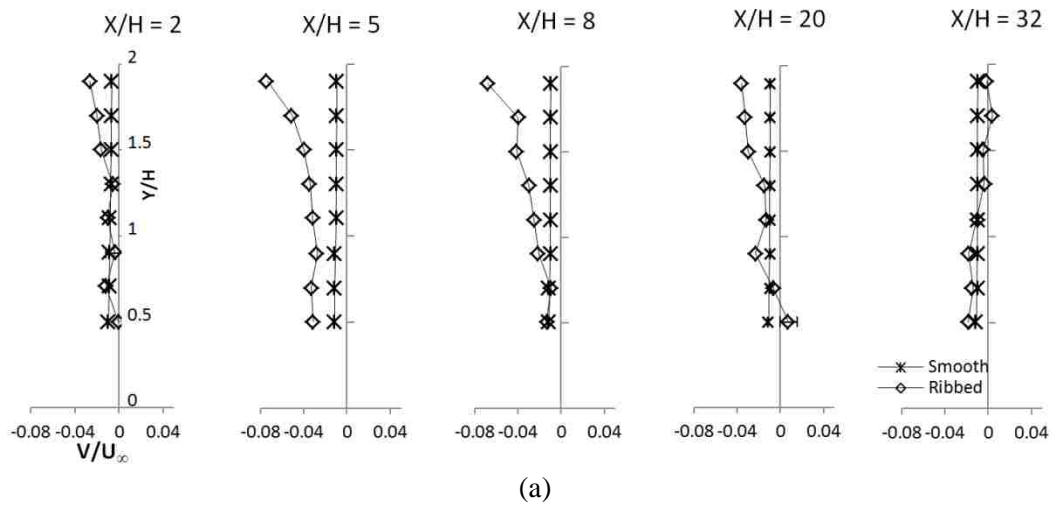 X/H = 2 X/H = 5 X/H = 8 X/H = 20 X/H = 32
2
1.5
Y/H
1
0.5
0
Smooth
Ribbed
-0.08 -0.04 0 0.04 -0.08 -0.04 0 0.04 -0.08 -0.04 0 0.04 -0.08 -0.04 0 0.04 -0.08 -0.04 0 0.04
V/U∞
(a)